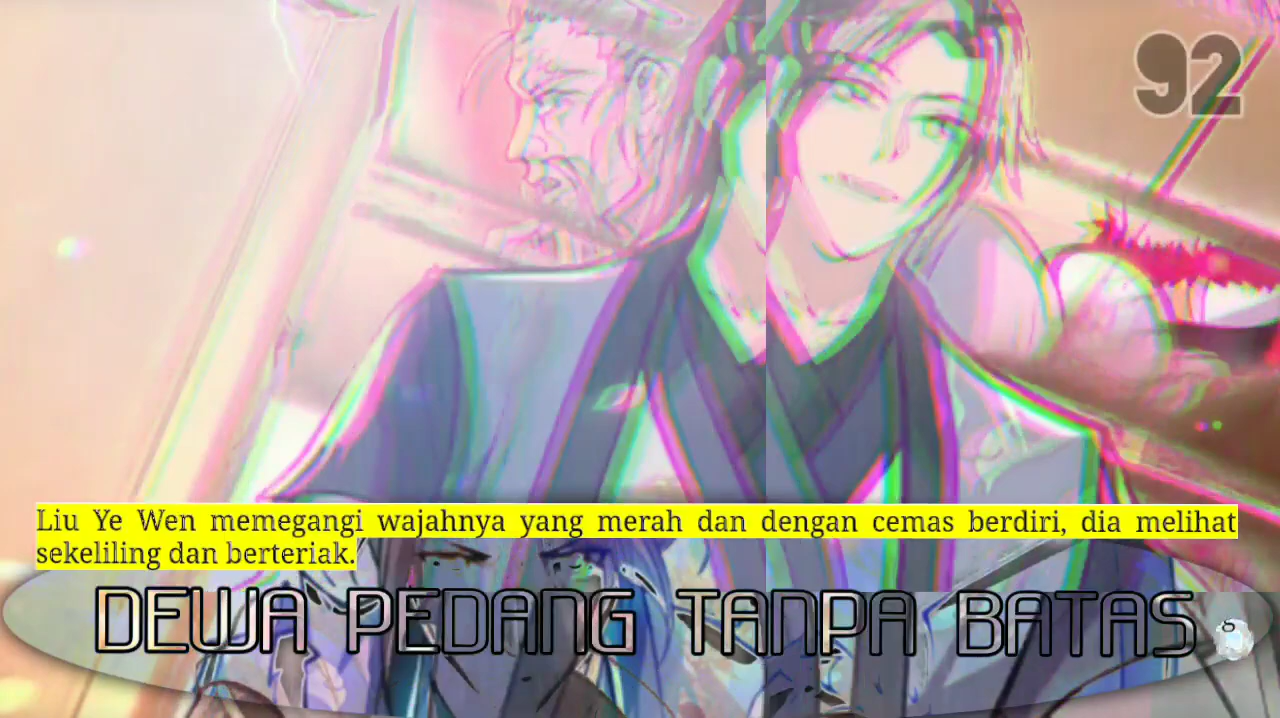 92
Liu Ye Wen memegangi wajahnya yang merah dan dengan cemas berdiri, dia melihat
sekeliling dan berteriak.
DEWA PEDANG TANPA BATAS